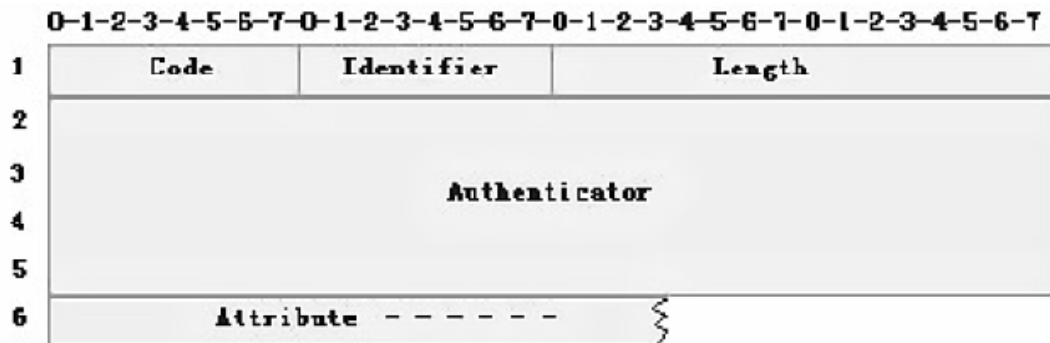 0-1-2-3-4-5-6-7-0-1-2-3-4-5-6-7-0-1-2-3-4-5-6-7-0-1-2-3-4-5-6-7
1 Code Identifier Length
2
3 Authenticator
4
5
6 Attribute - - - - - -